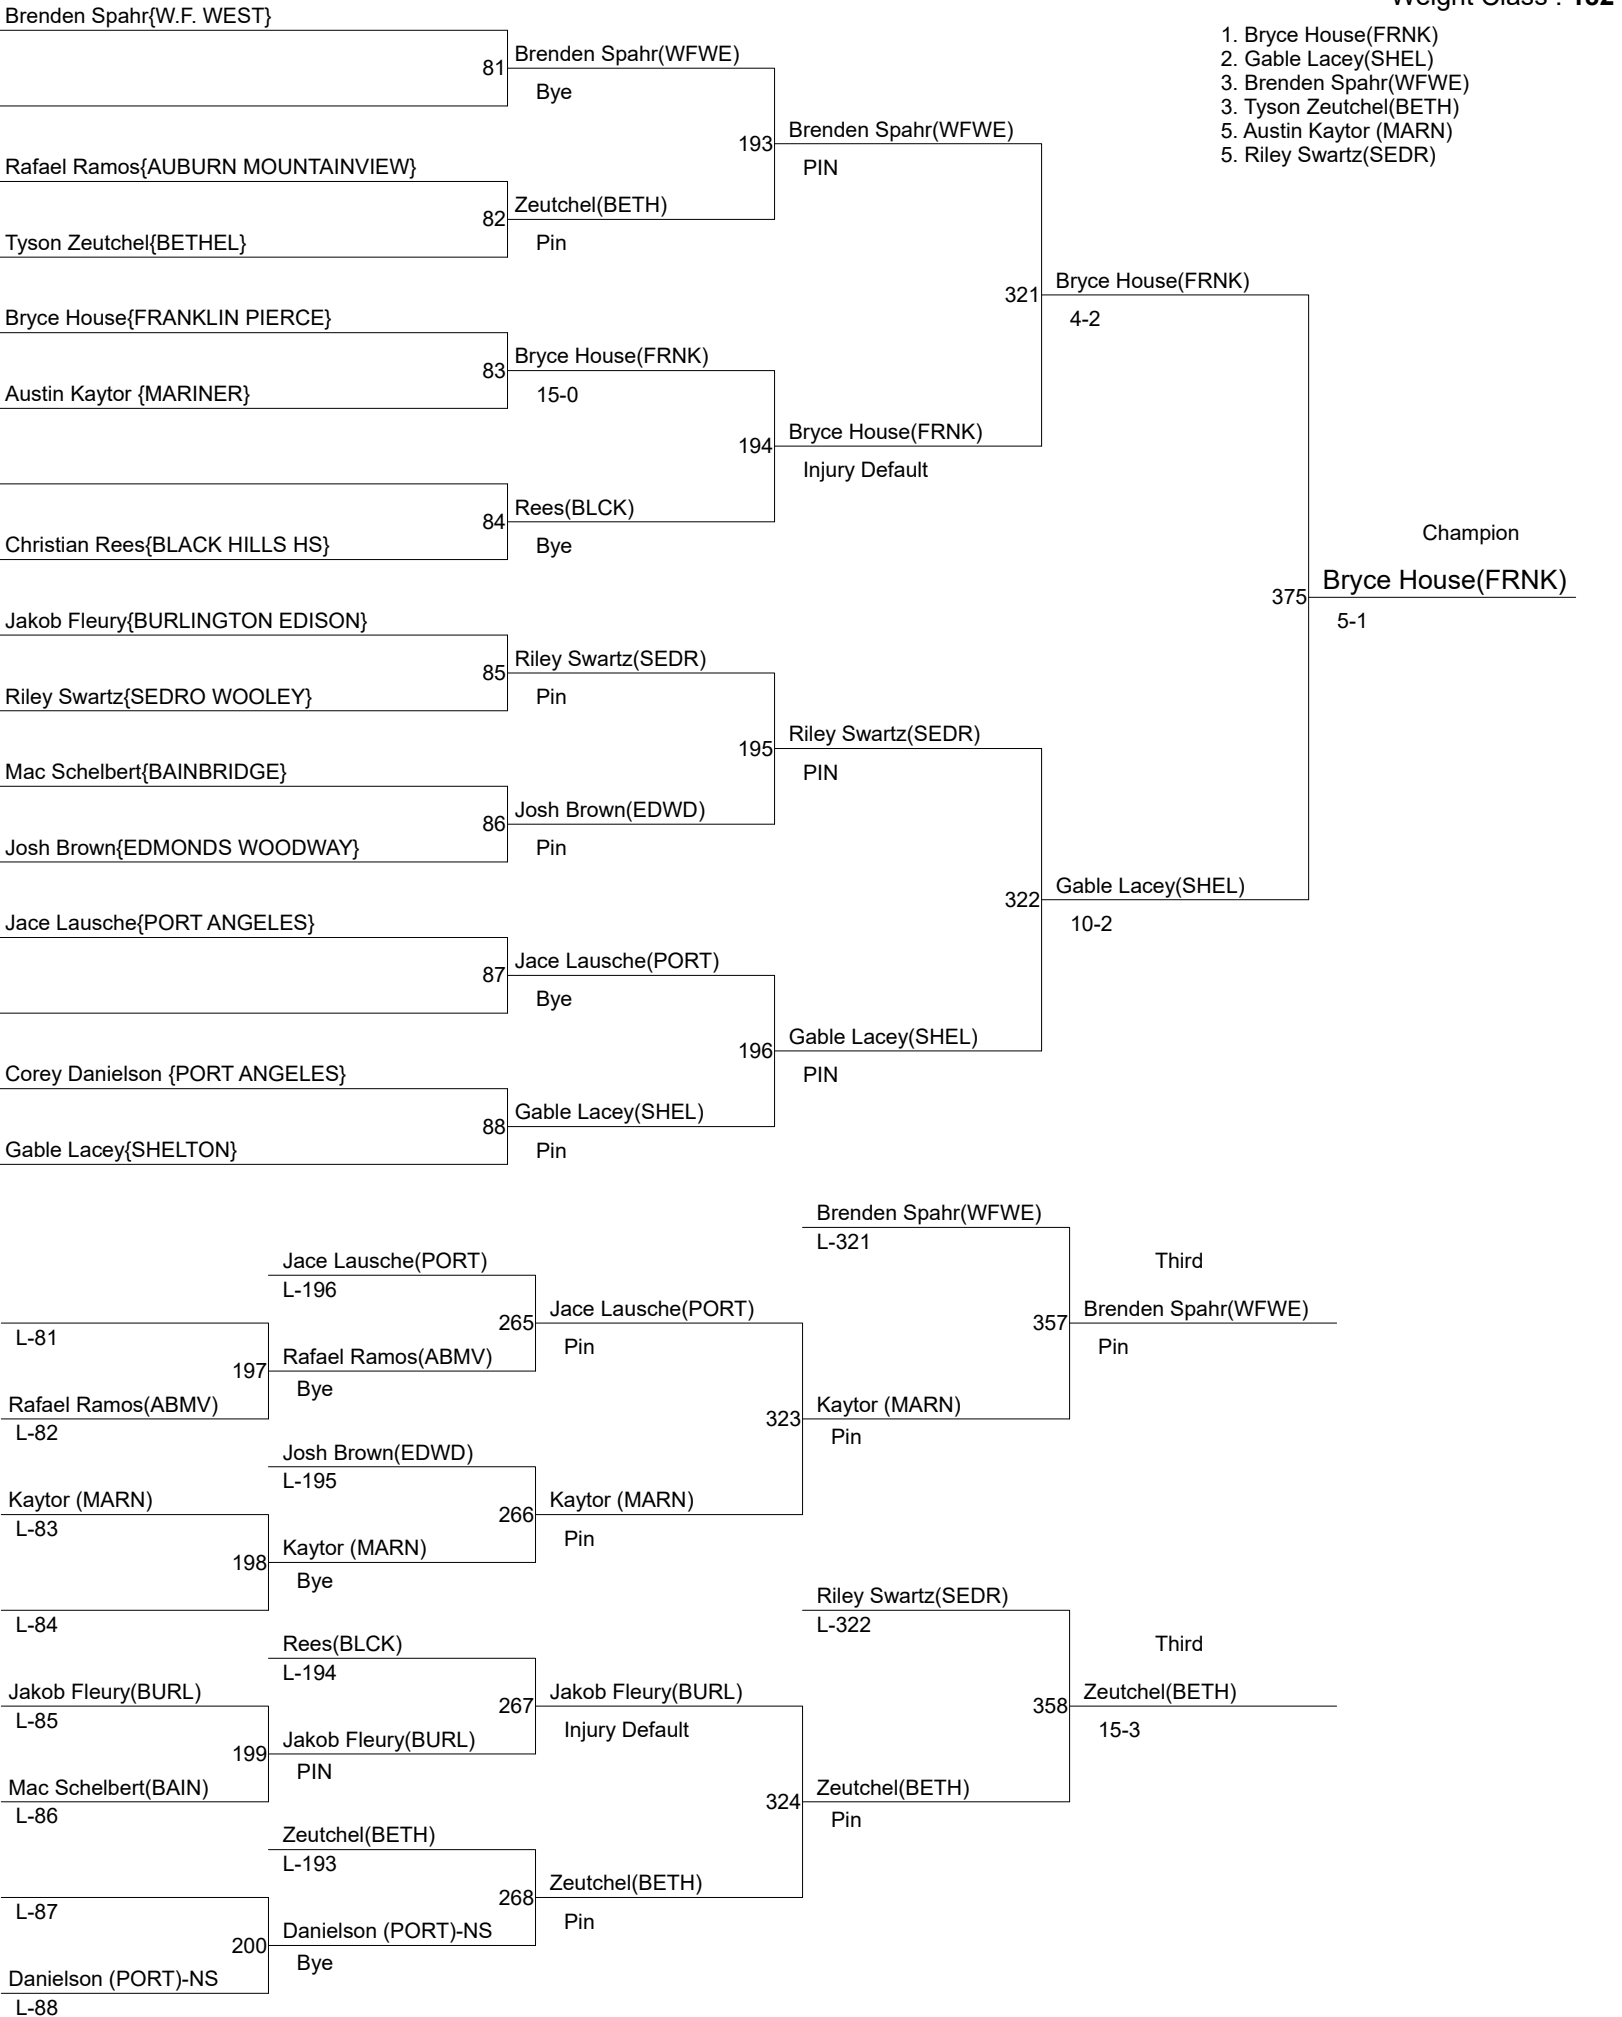 Brenden Spahr{W.F. WEST}
1. Bryce House(FRNK)
2. Gable Lacey(SHEL)
3. Brenden Spahr(WFWE)
3. Tyson Zeutchel(BETH)
5. Austin Kaytor (MARN)
5. Riley Swartz(SEDR)
81
Brenden Spahr(WFWE)
Bye
193
Brenden Spahr(WFWE)
PIN
Rafael Ramos{AUBURN MOUNTAINVIEW}
82
Zeutchel(BETH)
Pin
Tyson Zeutchel{BETHEL}
321
Bryce House(FRNK)
4-2
Bryce House{FRANKLIN PIERCE}
83
Bryce House(FRNK)
15-0
Austin Kaytor {MARINER}
194
Bryce House(FRNK)
Injury Default
84
Rees(BLCK)
Bye
Christian Rees{BLACK HILLS HS}
Champion
375
Bryce House(FRNK)
5-1
Jakob Fleury{BURLINGTON EDISON}
85
Riley Swartz(SEDR)
Pin
Riley Swartz{SEDRO WOOLEY}
195
Riley Swartz(SEDR)
PIN
Mac Schelbert{BAINBRIDGE}
86
Josh Brown(EDWD)
Pin
Josh Brown{EDMONDS WOODWAY}
322
Gable Lacey(SHEL)
10-2
Jace Lausche{PORT ANGELES}
87
Jace Lausche(PORT)
Bye
196
Gable Lacey(SHEL)
PIN
Corey Danielson {PORT ANGELES}
88
Gable Lacey(SHEL)
Pin
Gable Lacey{SHELTON}
Brenden Spahr(WFWE)
L-321
Jace Lausche(PORT)
L-196
Third
265
Jace Lausche(PORT)
Pin
357
Brenden Spahr(WFWE)
Pin
L-81
197
Rafael Ramos(ABMV)
Bye
Rafael Ramos(ABMV)
L-82
323
Kaytor (MARN)
Pin
Josh Brown(EDWD)
L-195
Kaytor (MARN)
L-83
266
Kaytor (MARN)
Pin
198
Kaytor (MARN)
Bye
L-84
Riley Swartz(SEDR)
L-322
Rees(BLCK)
L-194
Third
Jakob Fleury(BURL)
L-85
267
Jakob Fleury(BURL)
Injury Default
358
Zeutchel(BETH)
15-3
199
Jakob Fleury(BURL)
PIN
Mac Schelbert(BAIN)
L-86
324
Zeutchel(BETH)
Pin
Zeutchel(BETH)
L-193
L-87
268
Zeutchel(BETH)
Pin
200
Danielson (PORT)-NS
Bye
Danielson (PORT)-NS
L-88